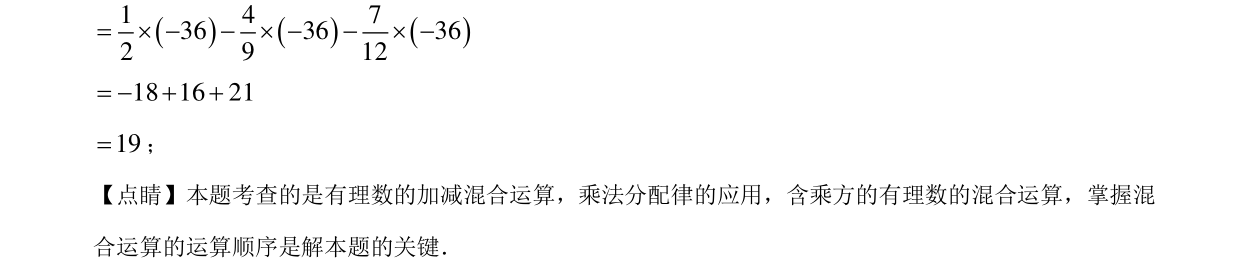 =1/2×(−36)−4/9×(−36)−7/12×(−36)
=−18+16+21
=19；
【点睛】本题考查的是有理数的加减混合运算，乘法分配律的应用，含乘方的有理数的混合运算，掌握混
合运算的运算顺序是解本题的关键．